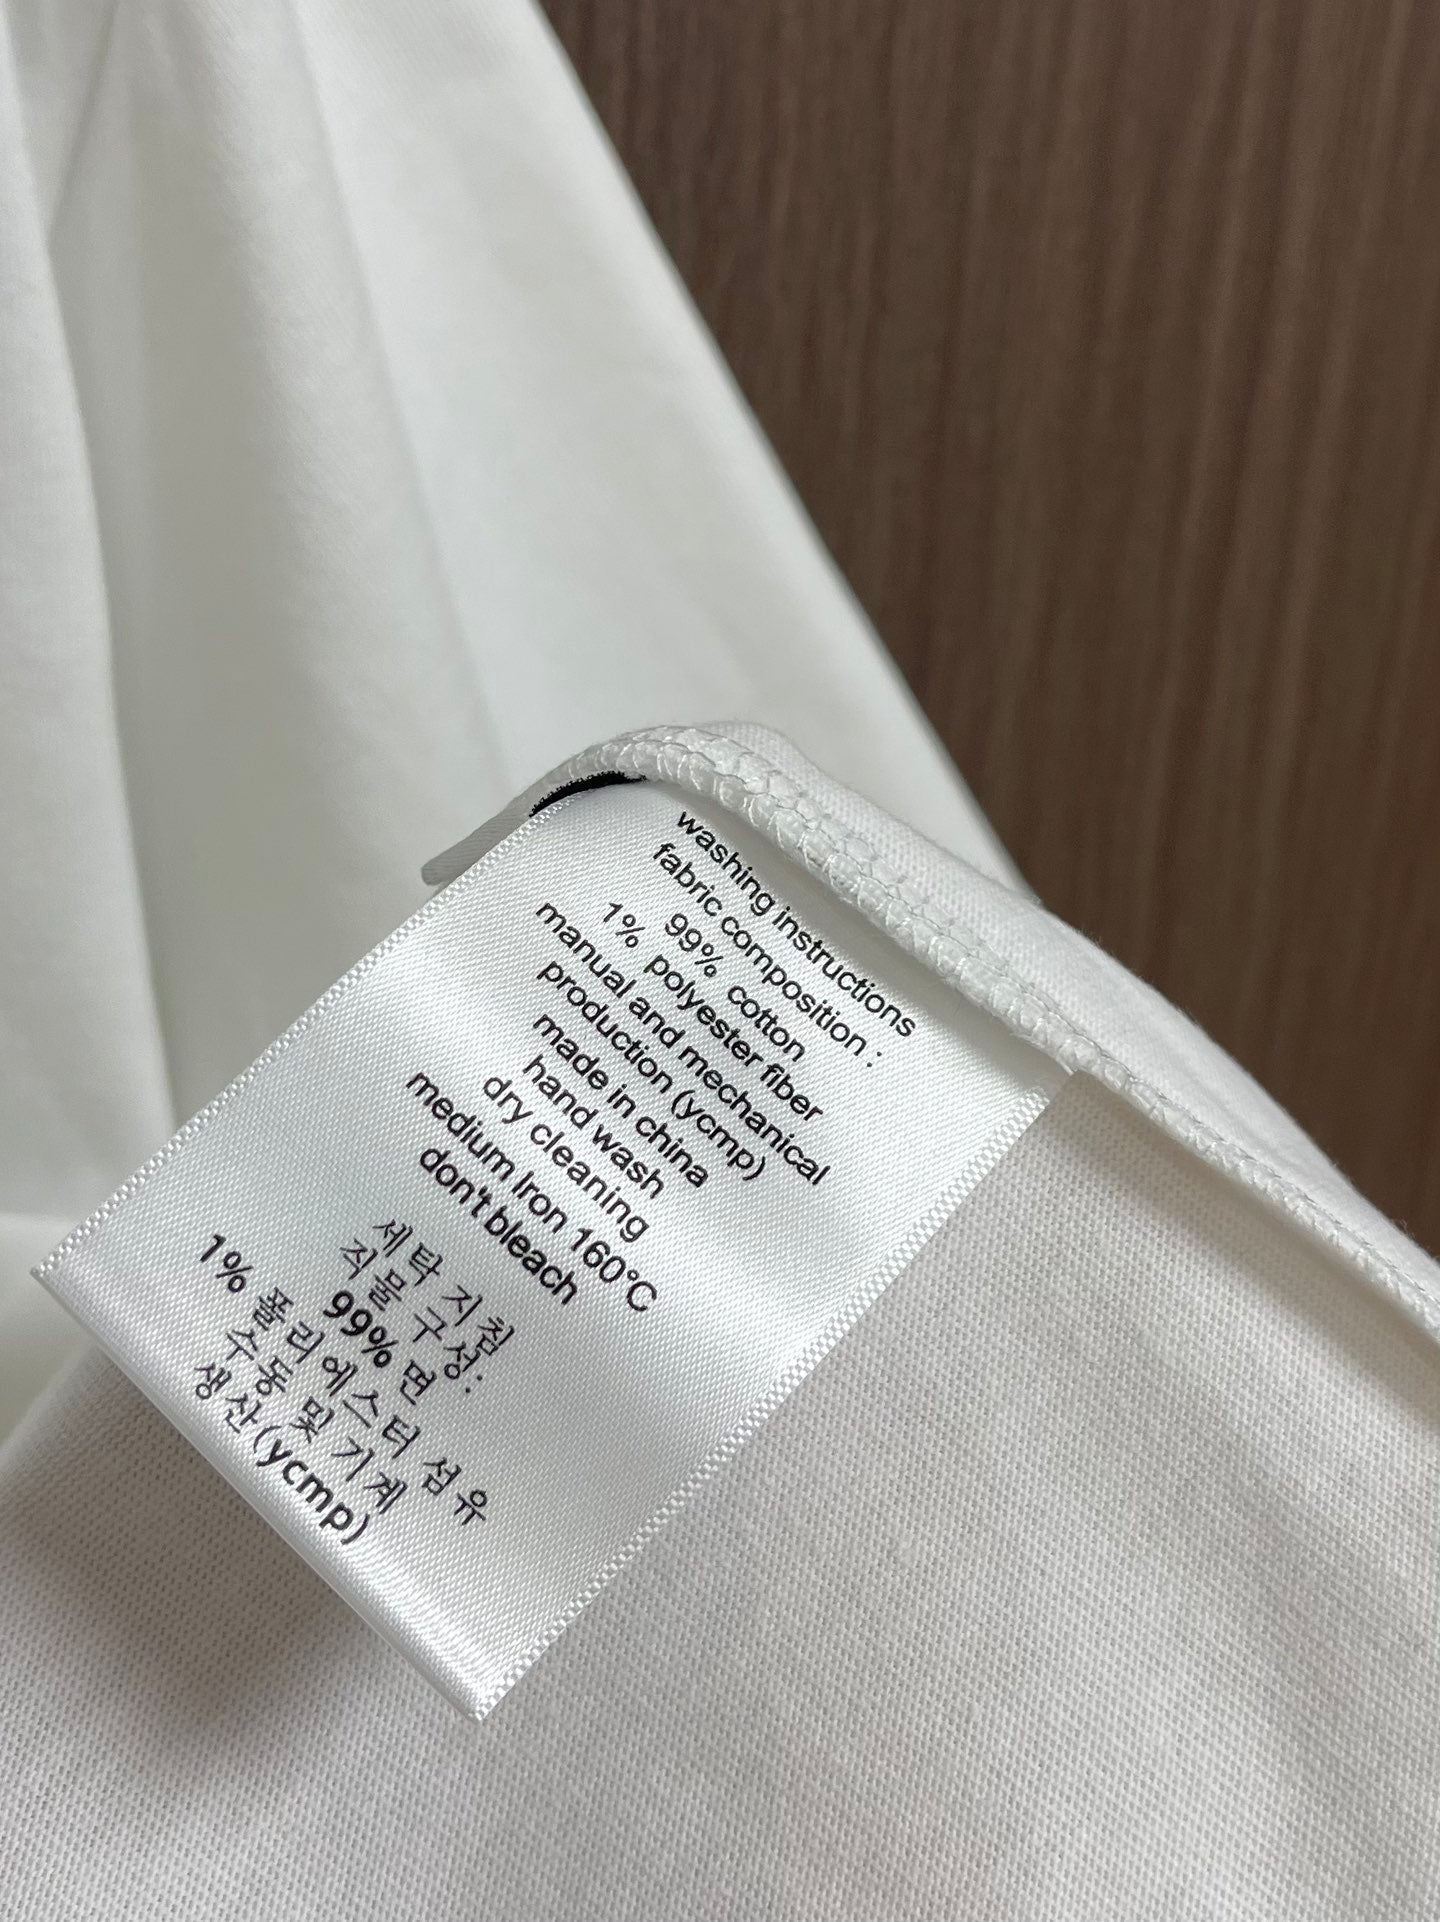 washing instructions
fabric composition :
99% cotton
1% polyester fiber
manual and mechanical
production (ycmp)
made in china
hand wash
dry cleaning
medium Iron 160°C
don't bleach
세탁 지침
직물 구성:
99% 면
1% 폴리에스터 섬유
수동 및 기계
생산(ycmp)